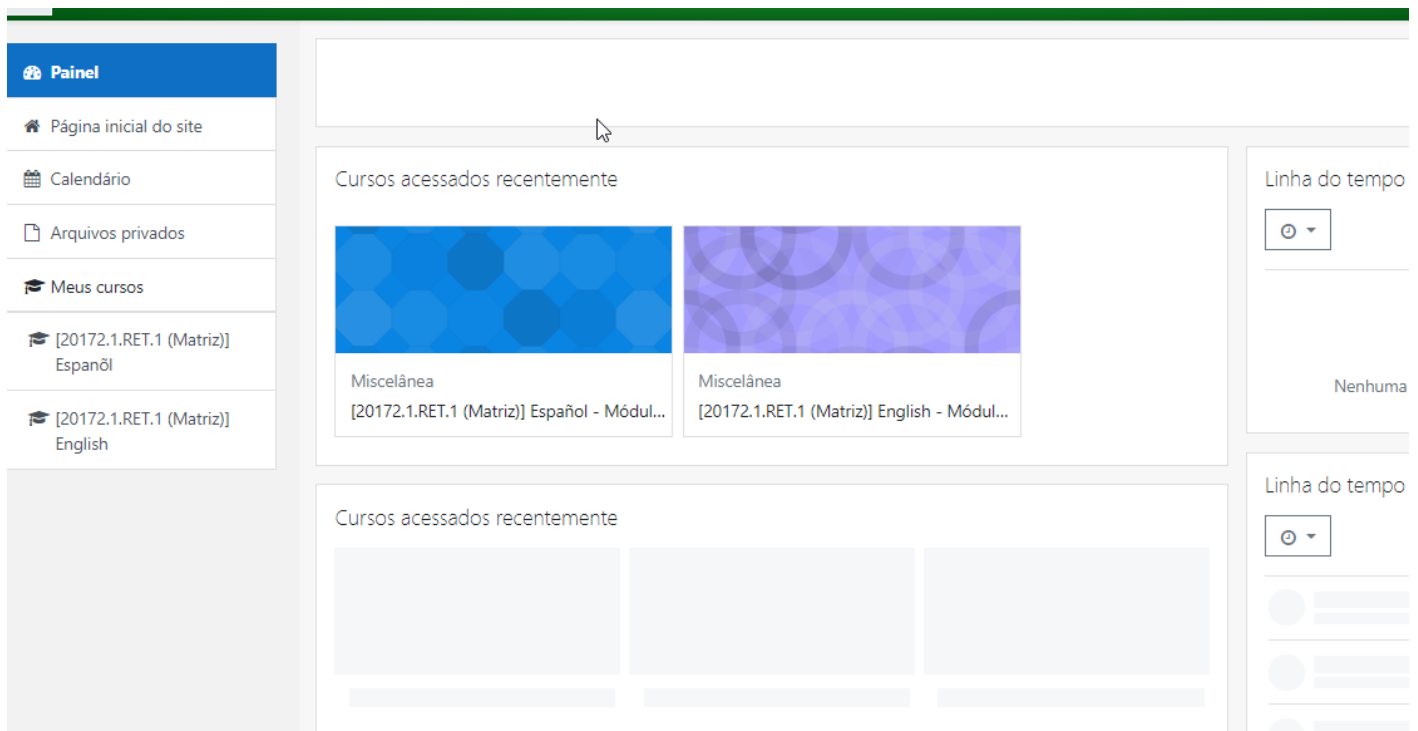 Painel
Página inicial do site
Calendário
Arquivos privados
Meus cursos
[20172.1.RET.1 (Matriz)]
Espanõl
[20172.1.RET.1 (Matriz)]
English
Cursos acessados recentemente
Miscelânea
[20172.1.RET.1 (Matriz)] Español - Módul...
Miscelânea
[20172.1.RET.1 (Matriz)] English - Módul...
Cursos acessados recentemente
Linha do tempo
Nenhuma
Linha do tempo